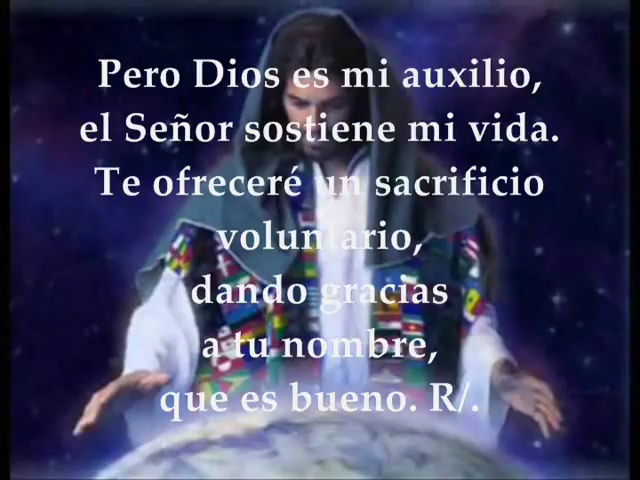 Pero Dios es mi auxilio,
el Señor sostiene mi vida.
Te ofreceré un sacrificio
voluntario,
dando gracias
a tu nombre,
que es bueno. R/.